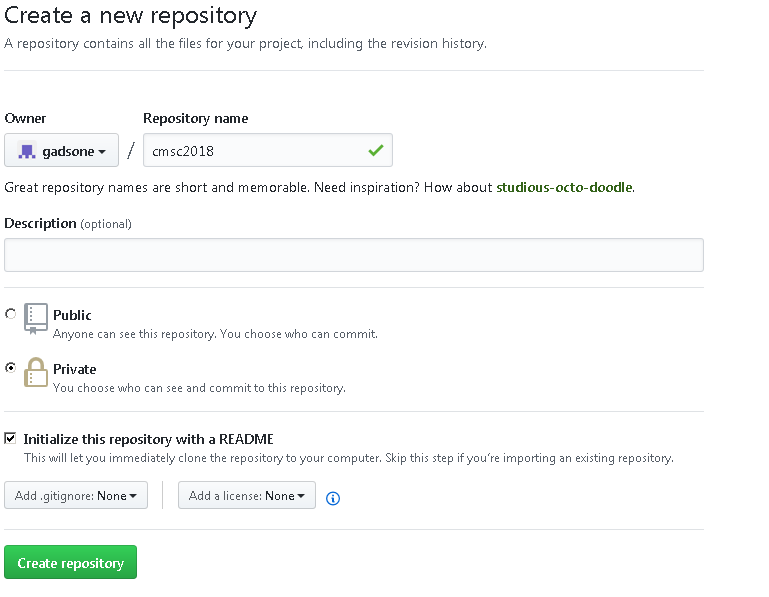 Create a new repository
A repository contains all the files for your project, including the revision history.
Owner
Repository name
gadsone / cmsc2018
Great repository names are short and memorable. Need inspiration? How about studious-octo-doodle.
Description (optional)
Public
Anyone can see this repository. You choose who can commit.
Private
You choose who can see and commit to this repository.
Initialize this repository with a README
This will let you immediately clone the repository to your computer. Skip this step if you’re importing an existing repository.
Add .gitignore: None
Add a license: None
Create repository